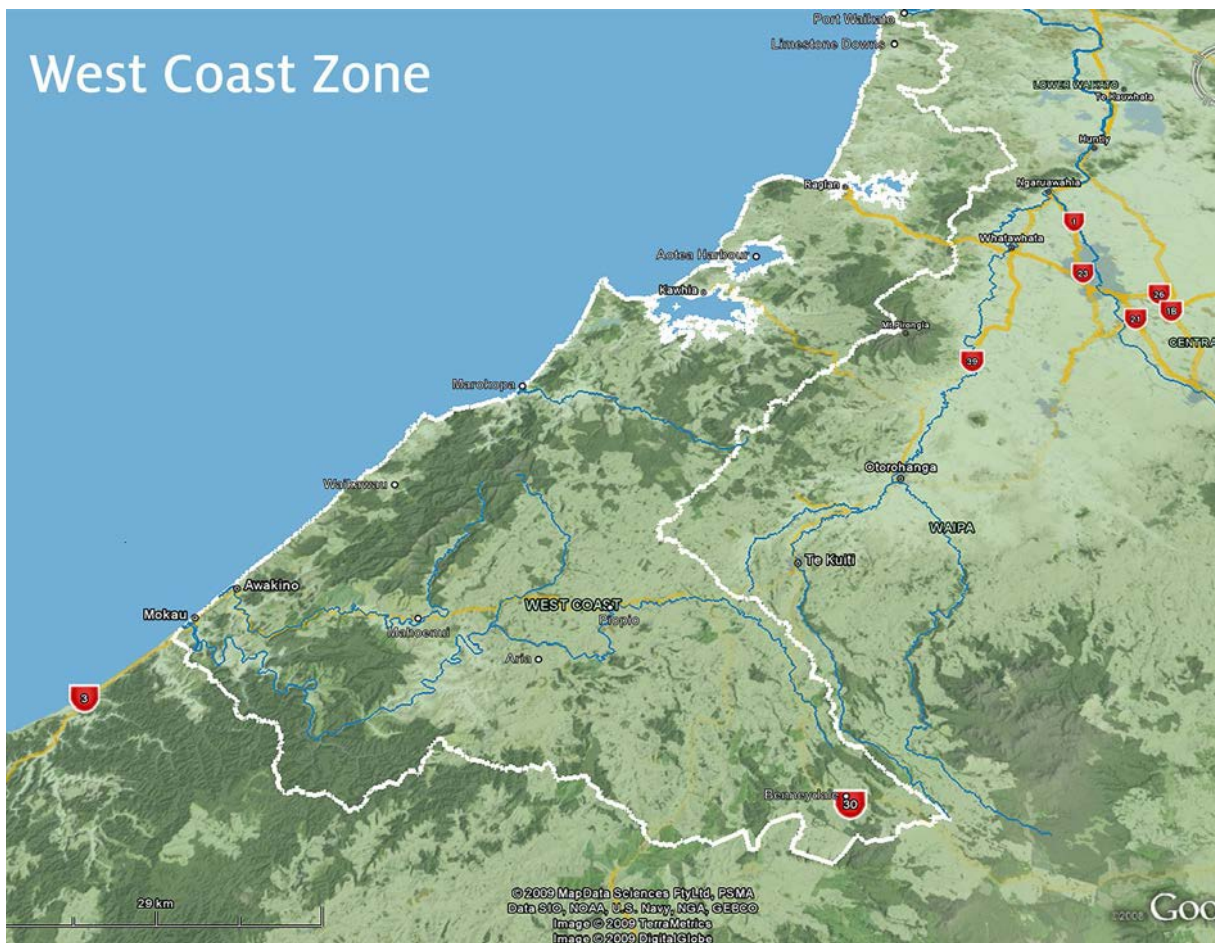 West Coast Zone
Port Waikato
Limestone Downs
LOWER WAIKATO
Te Kauwhata
Huntly
Raglan
Ngaruawahia
1
Whatawhata
Aotea Harbour
23
Kawhia
26
1B
21
Mt Pirongia
CENTRA
39
Marokopa
Otorohanga
Waikawau
WAIPA
Te Kuiti
Awakino
WEST COAST
Mokau
Mahoenui
Piopio
Aria
3
Benneydale
30
29 km
© 2009 MapData Sciences PtyLtd, PSMA
Data SIO, NOAA, U.S. Navy, NGA, GEBCO
Image © 2009 TerraMetrics
Image © 2009 DigitalGlobe
©2008 Goo